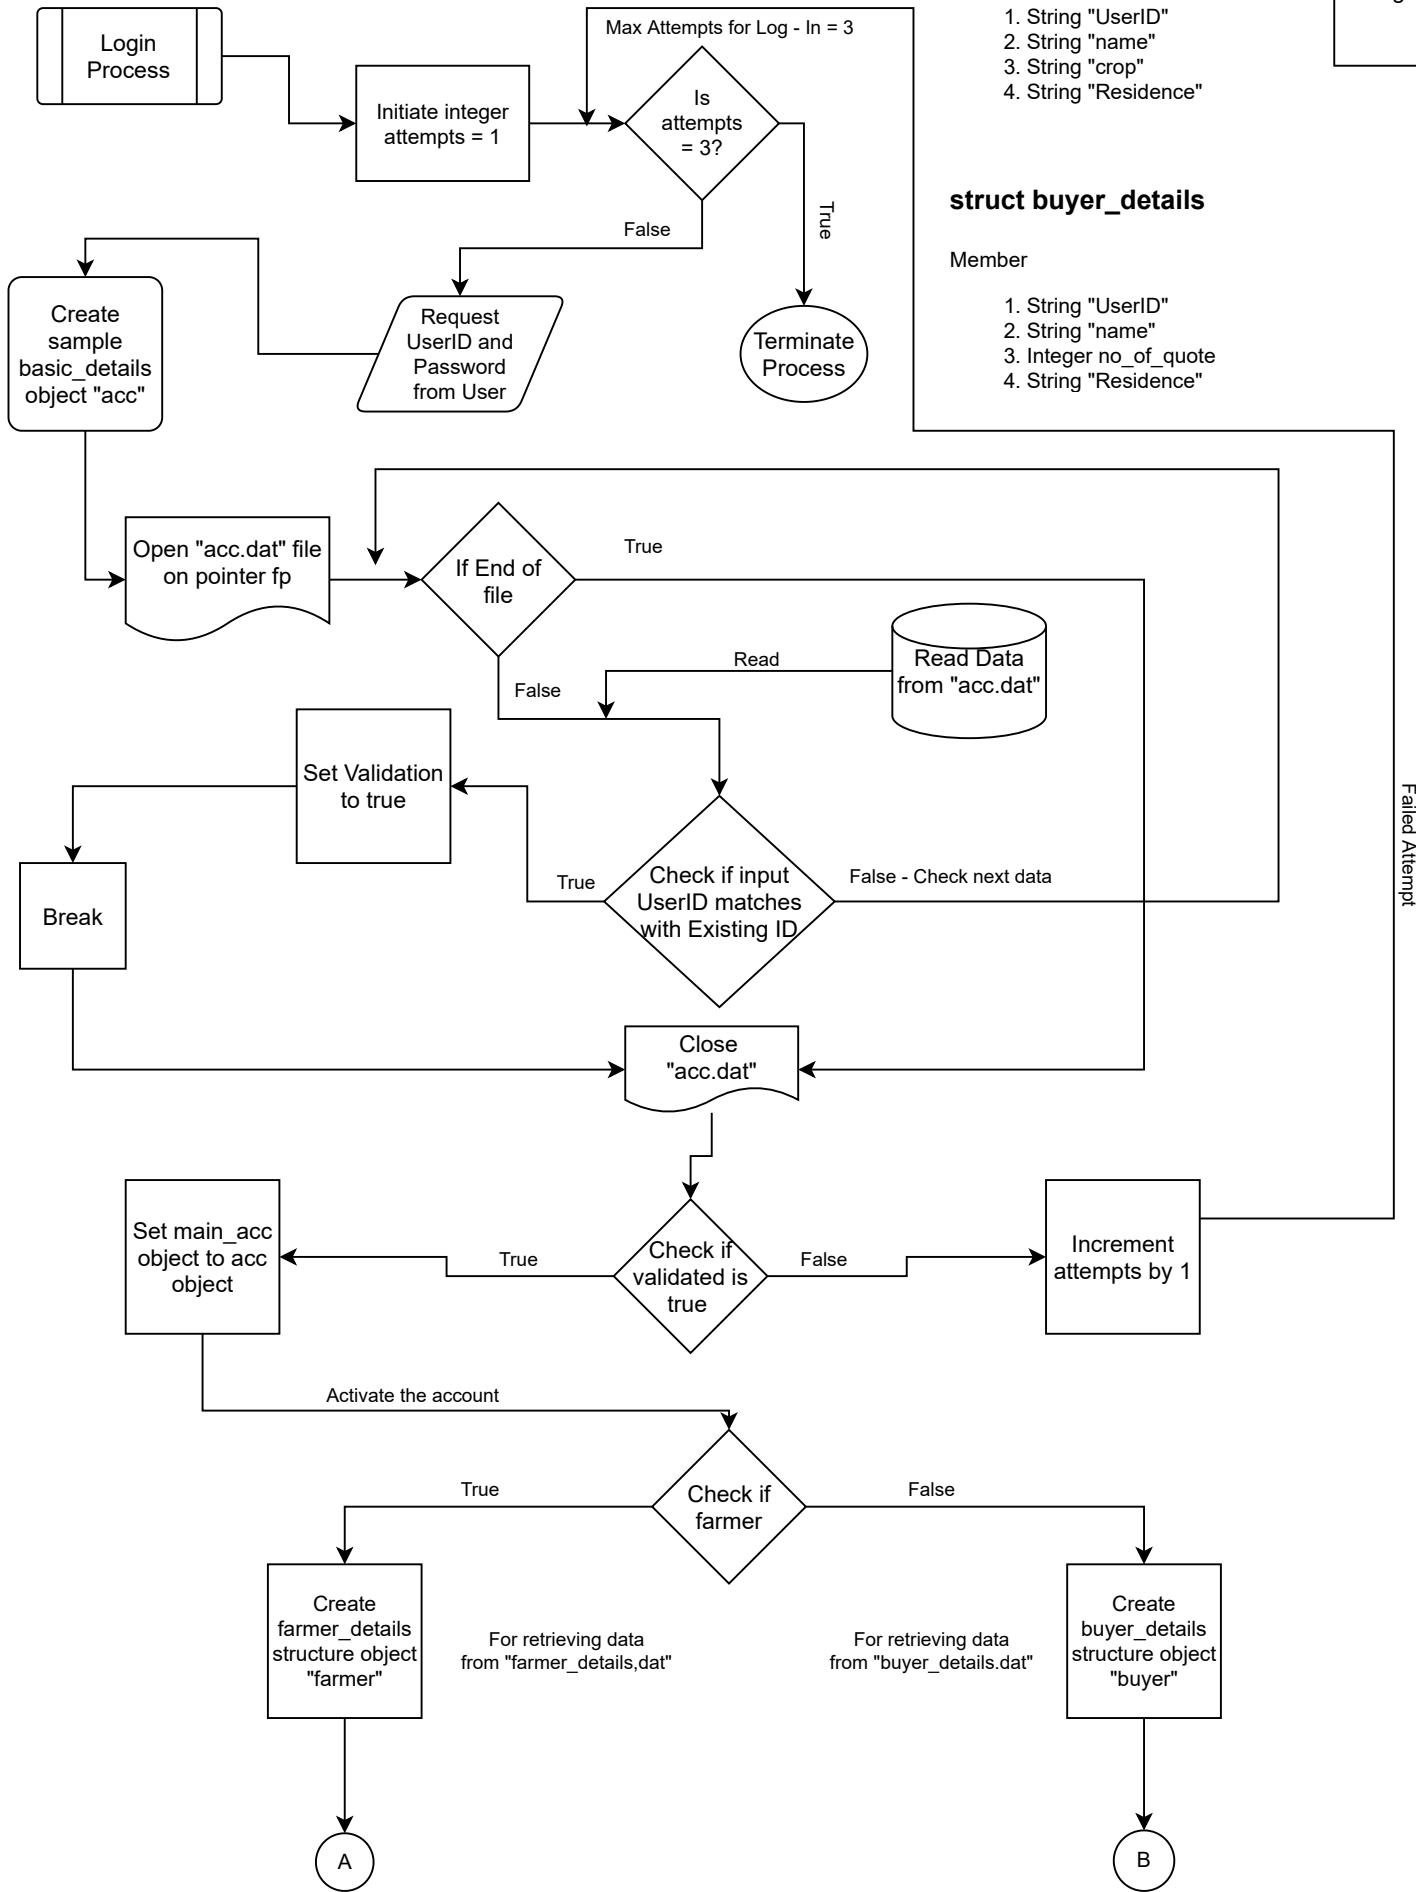 Login
Process
Max Attempts for Log - In = 3
Initiate integer
attempts = 1
Is
attempts
= 3?
False
True
Create
sample
basic_details
object "acc"
Request
UserID and
Password
from User
Terminate
Process
1. String "UserID"
2. String "name"
3. String "crop"
4. String "Residence"
struct buyer_details
Member
1. String "UserID"
2. String "name"
3. Integer no_of_quote
4. String "Residence"
Open "acc.dat" file
on pointer fp
If End of
file
True
False
Read
Read Data
from "acc.dat"
Set Validation
to true
Break
True
Check if input
UserID matches
with Existing ID
False - Check next data
Failed Attempt
Close
"acc.dat"
Set main_acc
object to acc
object
True
Check if
validated is
true
False
Increment
attempts by 1
Activate the account
Check if
farmer
True
False
Create
farmer_details
structure object
"farmer"
For retrieving data
from "farmer_details,dat"
For retrieving data
from "buyer_details.dat"
Create
buyer_details
structure object
"buyer"
A
B